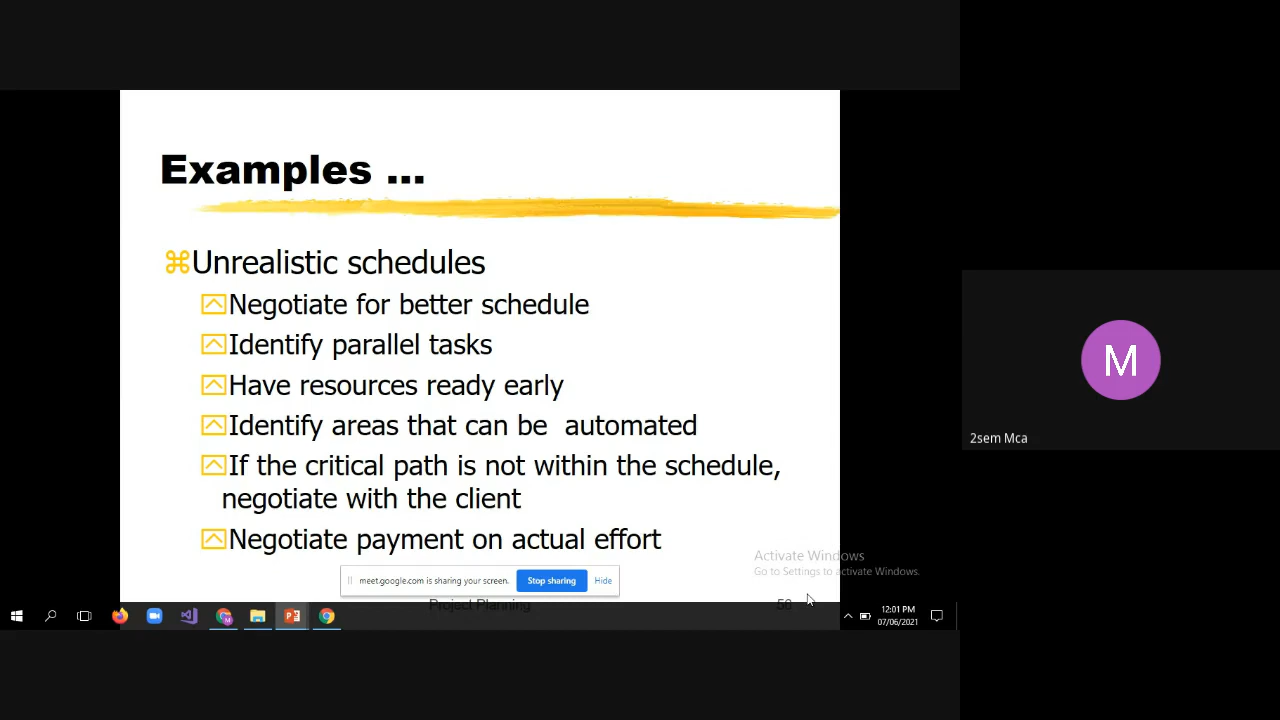 Examples ...
Unrealistic schedules
Negotiate for better schedule
Identify parallel tasks
Have resources ready early
Identify areas that can be automated
If the critical path is not within the schedule,
negotiate with the client
Negotiate payment on actual effort
Activate Windows
Go to Settings to activate Windows.
meet.google.com is sharing your screen.
Stop sharing
Hide
Project Planning
56
12:01 PM
07/06/2021
M
2sem Mca